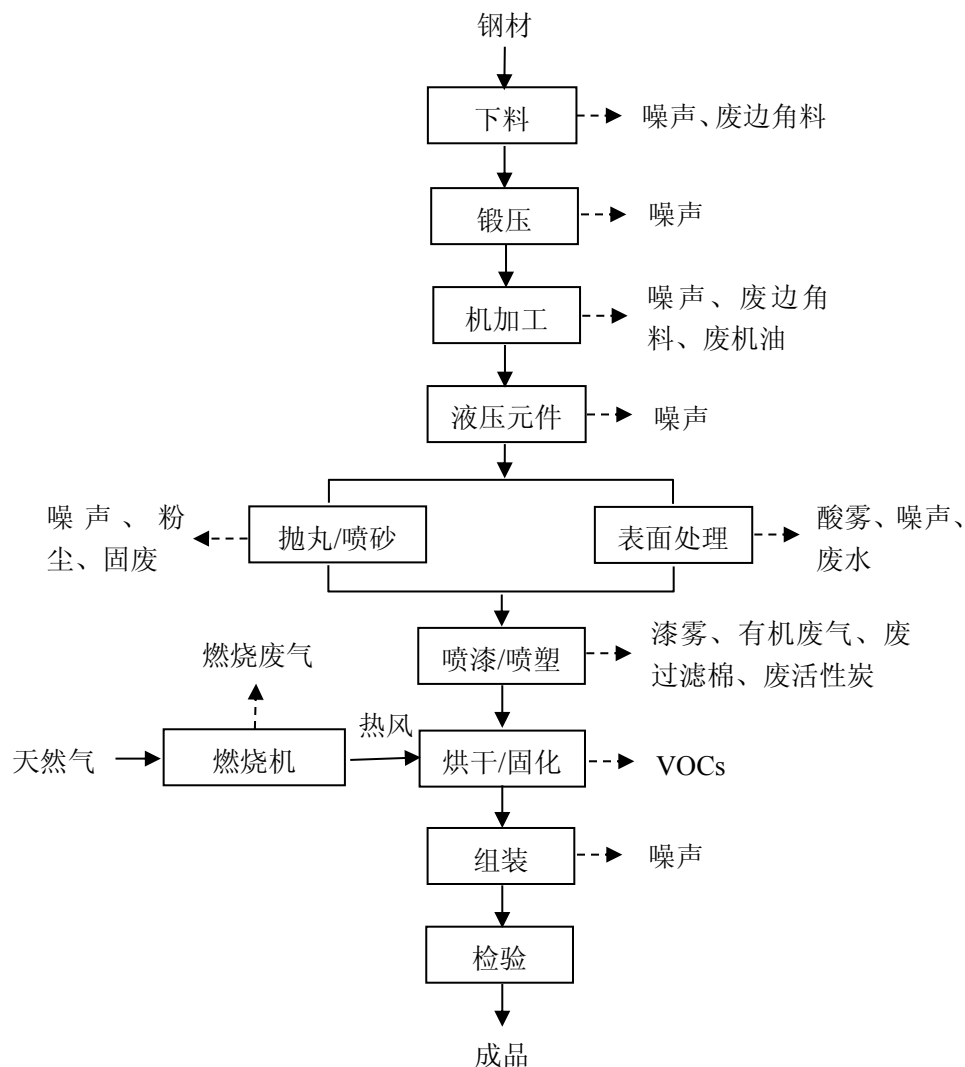 钢材
下料
噪声、废边角料
锻压
噪声
机加工
噪声、废边角
料、废机油
液压元件
噪声
噪声、粉
尘、固废
抛丸/喷砂
表面处理
酸雾、噪声、
废水
喷漆/喷塑
漆雾、有机废气、废
过滤棉、废活性炭
燃烧废气
天然气
燃烧机
热风
烘干/固化
VOCs
组装
噪声
检验
成品